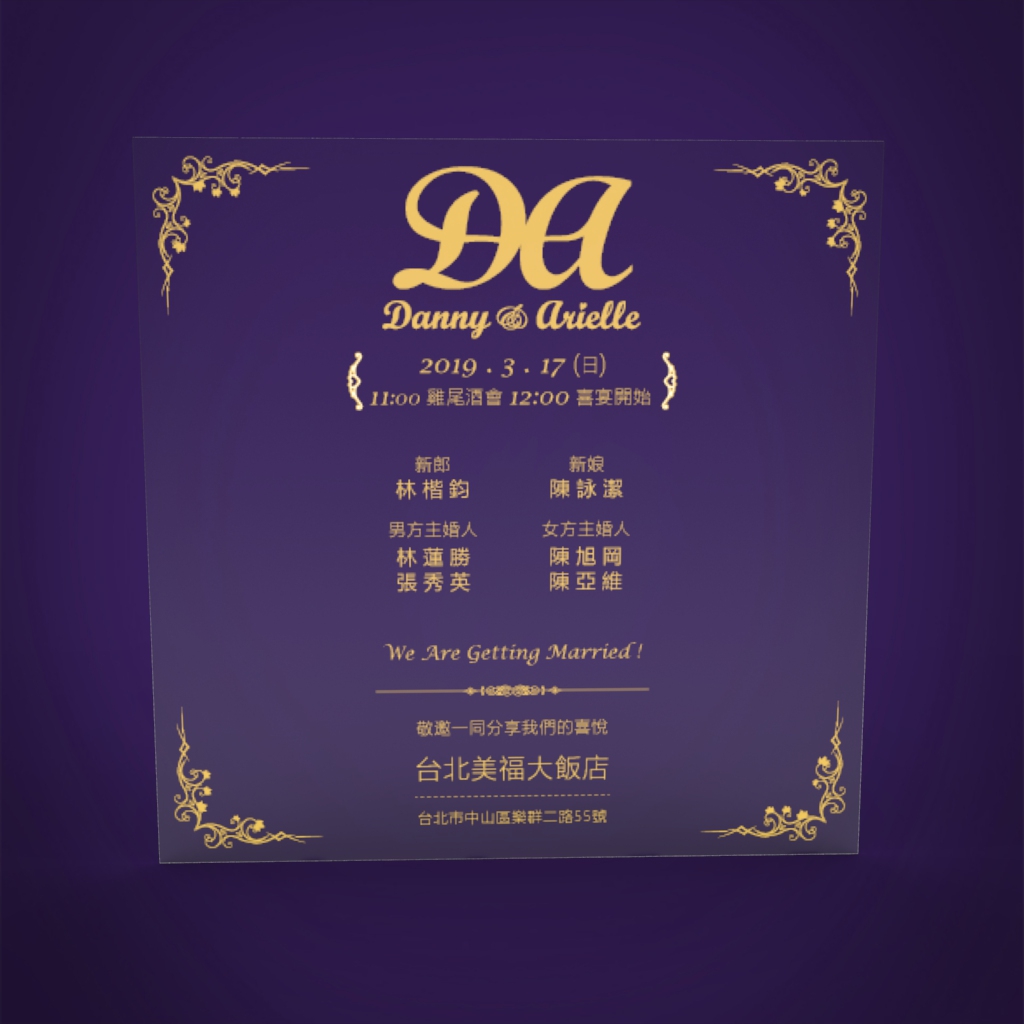 DA
Danny & Arielle
2019 . 3 . 17 (日)
11:00 雞尾酒會 12:00 喜宴開始
新郎 新娘
林楷鈞 陳詠潔
男方主婚人 女方主婚人
林蓮勝 陳旭岡
張秀英 陳亞維
We Are Getting Married !
敬邀一同分享我們的喜悅
台北美福大飯店
台北市中山區樂群二路55號